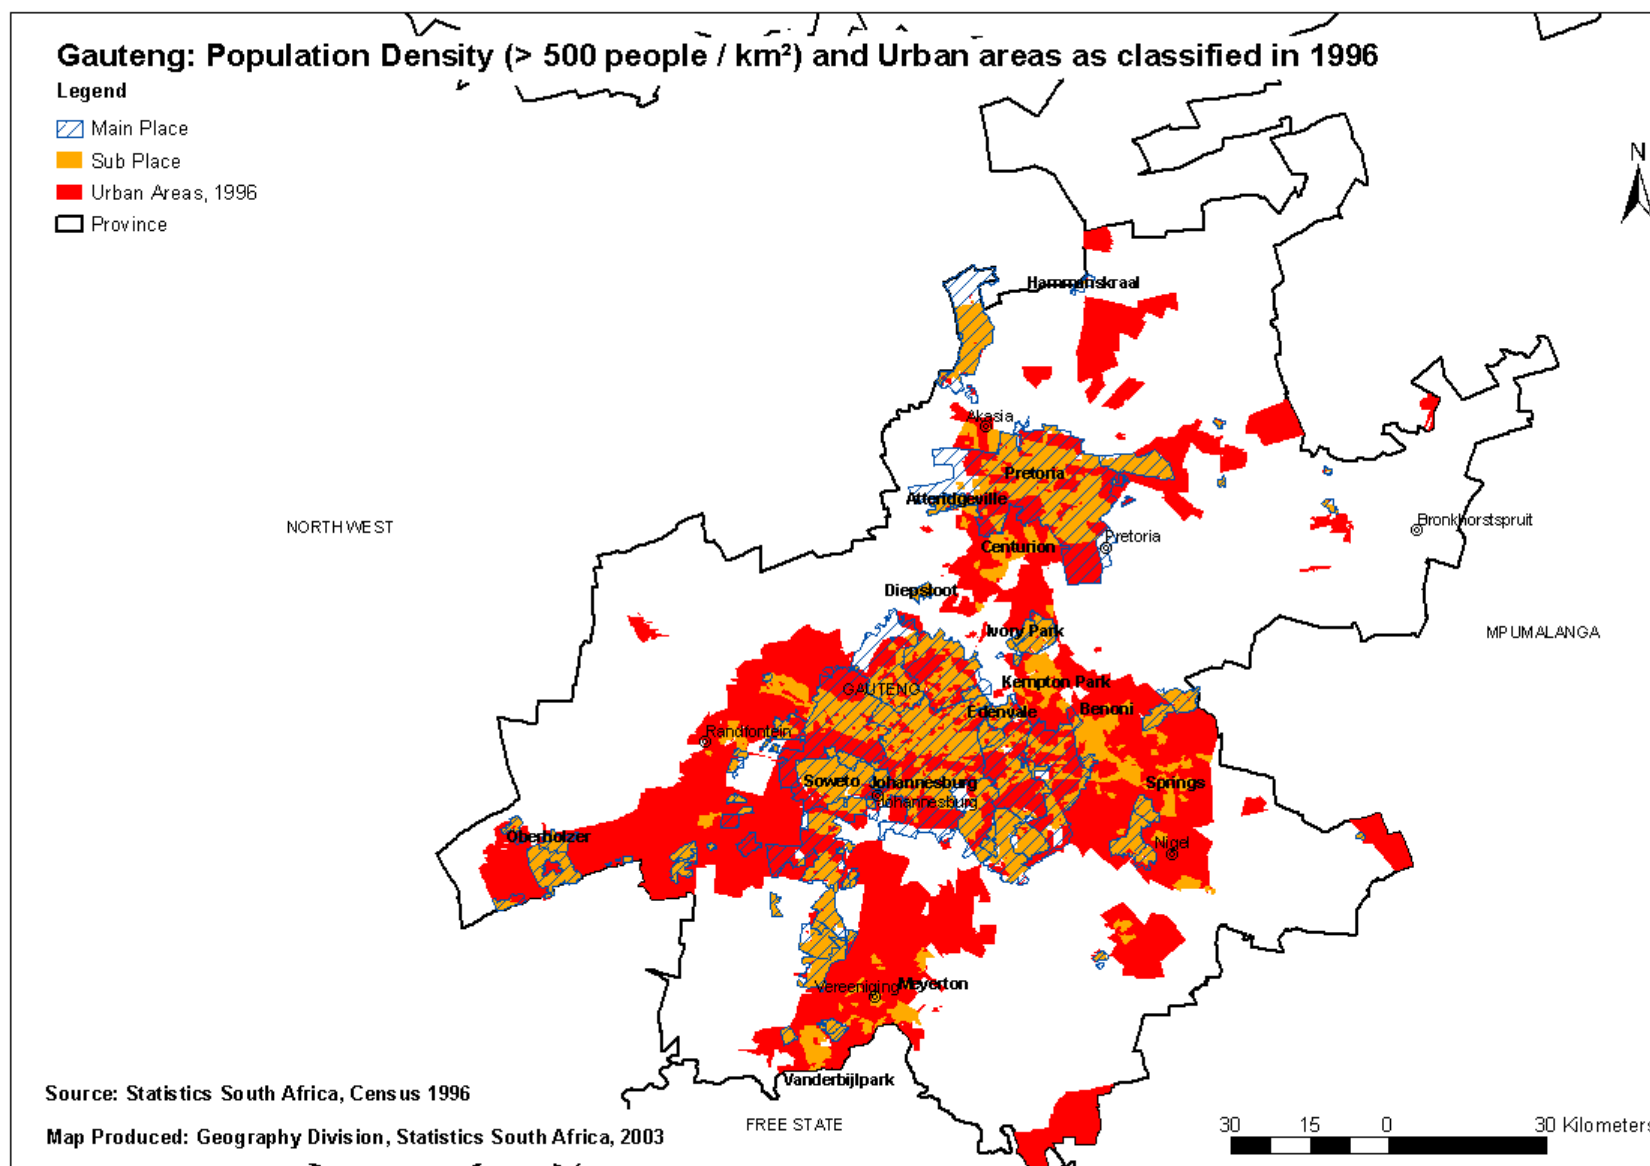 Gauteng: Population Density (> 500 people / km²) and Urban areas as classified in 1996
Legend
Main Place
Sub Place
Urban Areas, 1996
Province
N
Hammanskraal
Akasia
Pretoria
Atteridgeville
Bronkhorstspruit
NORTH WEST
Pretoria
Centurion
Diepsloot
Ivory Park
MPUMALANGA
Kempton Park
GAUTENG
Edenvale
Benoni
Randfontein
Soweto
Johannesburg
Springs
Johannesburg
Oberholzer
Nigel
Vereeniging
Meyerton
Vanderbijlpark
Source: Statistics South Africa, Census 1996
FREE STATE
Map Produced: Geography Division, Statistics South Africa, 2003
30 15 0 30 Kilometers